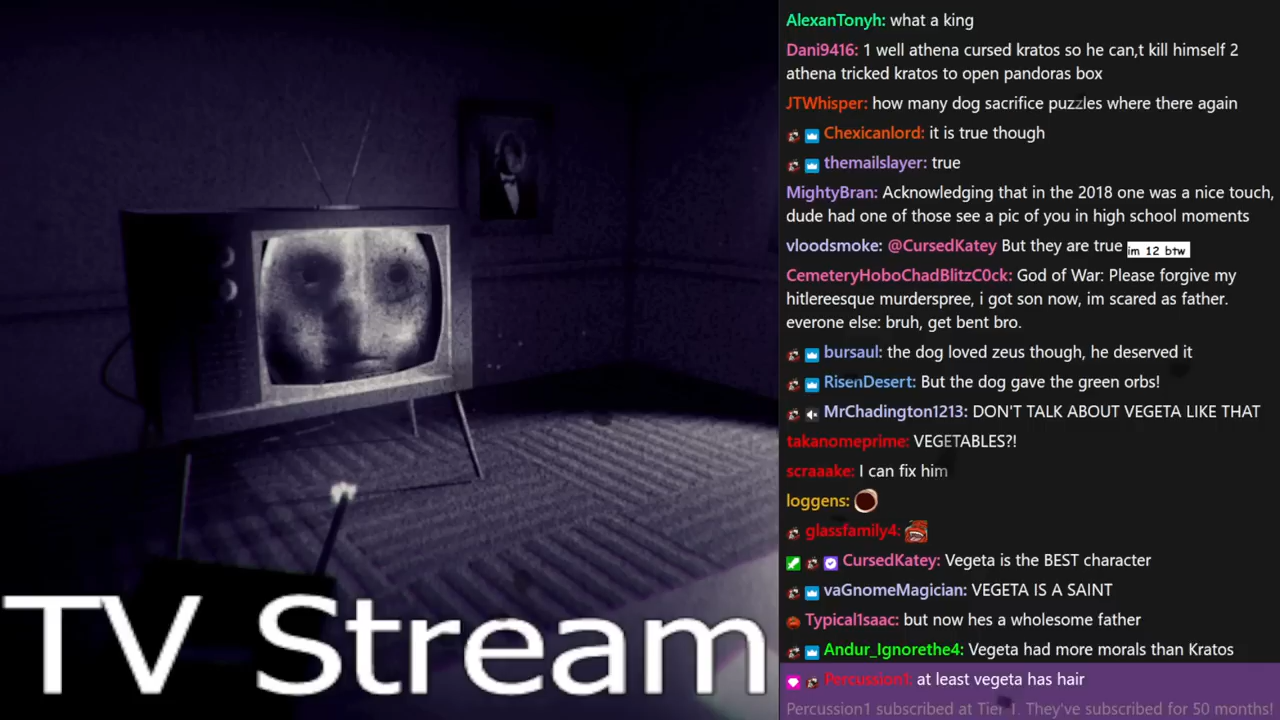 AlexanTonyh: what a king
Dani9416: 1 well athena cursed kratos so he can,t kill himself 2
athena tricked kratos to open pandoras box
JTWhisper: how many dog sacrifice puzzles where there again
Chexicanlord: it is true though
themailslayer: true
MightyBran: Acknowledging that in the 2018 one was a nice touch,
dude had one of those see a pic of you in high school moments
vloodsmoke: @CursedKatey But they are true im 12 btw
CemeteryHoboChadBlitzC0ck: God of War: Please forgive my
hitlereesque murderspree, i got son now, im scared as father.
everone else: bruh, get bent bro.
bursaul: the dog loved zeus though, he deserved it
RisenDesert: But the dog gave the green orbs!
MrChadington1213: DON'T TALK ABOUT VEGETA LIKE THAT
takanomeprime: VEGETABLES?!
scraaake: I can fix him
loggens:
glassfamily4:
CursedKatey: Vegeta is the BEST character
vaGnomeMagician: VEGETA IS A SAINT
Typical1saac: but now hes a wholesome father
Andur_Ignorethe4: Vegeta had more morals than Kratos
Percussion1: at least vegeta has hair
Percussion1 subscribed at Tier 1. They've subscribed for 50 months!
TV Stream